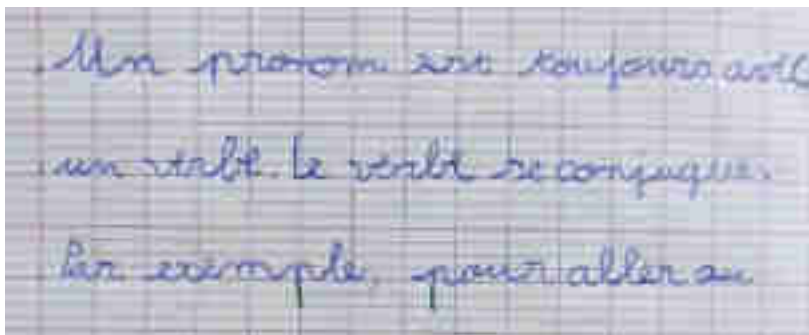 Un pronom est toujours avec
un verbe. Le verbe se conjugue.
Par exemple, pour aller au